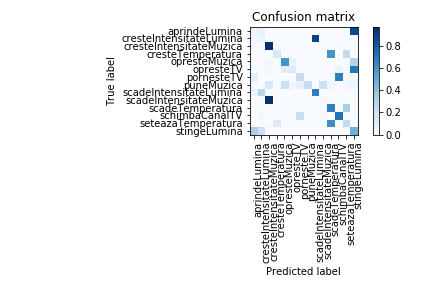 Confusion matrix
aprindeLumina
cresteIntensitateLumina
cresteIntensitateMuzica
cresteTemperatura
opresteMuzica
opresteTV
pornesteTV
puneMuzica
scadeIntensitateLumina
scadeIntensitateMuzica
scadeTemperatura
schimbaCanalTV
seteazaTemperatura
stingeLumina
True label
aprindeLumina
cresteIntensitateLumina
cresteIntensitateMuzica
cresteTemperatura
opresteMuzica
opresteTV
pornesteTV
puneMuzica
scadeIntensitateLumina
scadeIntensitateMuzica
scadeTemperatura
schimbaCanalTV
seteazaTemperatura
stingeLumina
Predicted label
0.8
0.6
0.4
0.2
0.0